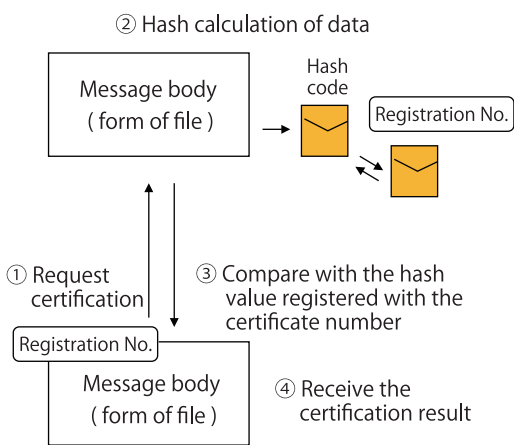 ② Hash calculation of data
Message body
( form of file )
Hash
code
Registration No.
① Request
certification
③ Compare with the hash
value registered with the
certificate number
Registration No.
Message body
( form of file )
④ Receive the
certification result